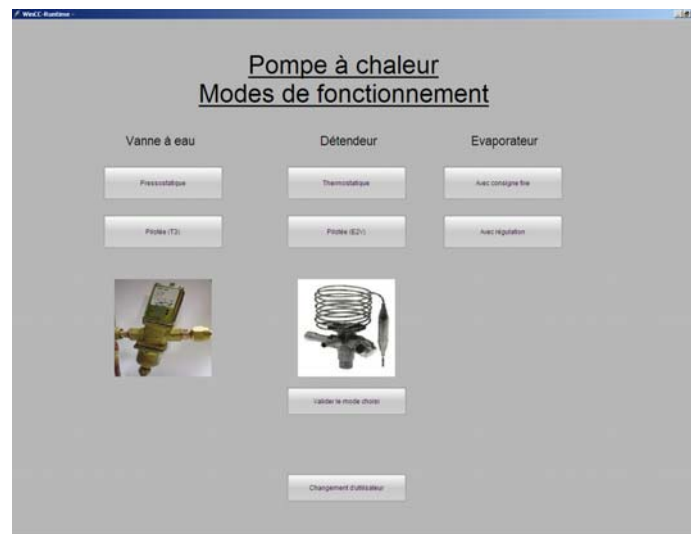 WinCC-Runtime -
Pompe à chaleur
Modes de fonctionnement
Vanne à eau
Détendeur
Evaporateur
Pressostatique
Thermostatique
Avec consigne fixe
Pilotée (T3)
Pilotée (E2V)
Avec régulation
Valider le mode choisi
Changement d'utilisateur